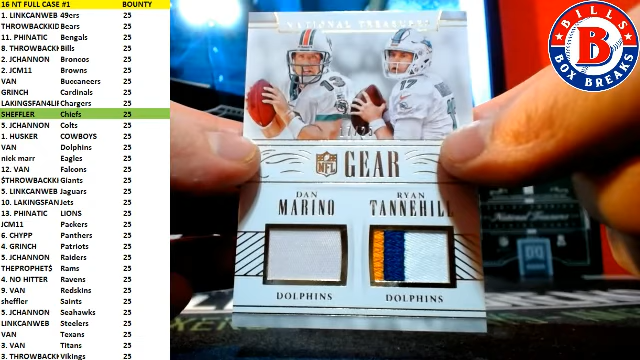 16 NT FULL CASE #1 BOUNTY
1. LINKCANWEB 49ers 25
THROWBACKKID Bears 25
11. PHINATIC Bengals 25
8. THROWBACKK Bills 25
2. JCHANNON Broncos 25
2. JCM11 Browns 25
VAN Buccaneers 25
GRINCH Cardinals 25
LAKINGSFAN4LIF Chargers 25
SHEFFLER Chiefs 25
5. JCHANNON Colts 25
1. HUSKER COWBOYS 25
VAN Dolphins 25
nick marr Eagles 25
12. VAN Falcons 25
$THROWBACKKI Giants 25
5. LINKCANWEB Jaguars 25
10. LAKINGSFAN Jets 25
13. PHINATIC LIONS 25
JCM11 Packers 25
6. CHYPP Panthers 25
4. GRINCH Patriots 25
5. JCHANNON Raiders 25
THEPROPHET$ Rams 25
4. NO HITTER Ravens 25
9. VAN Redskins 25
sheffler Saints 25
5. JCHANNON Seahawks 25
LINKCANWEB Steelers 25
VAN Texans 25
3. VAN Titans 25
3. THROWBACKK Vikings 25
NATIONAL TREASURES
NFL GEAR
DAN MARINO
RYAN TANNEHILL
DOLPHINS
DOLPHINS
BILLS
B
BOX BREAKS